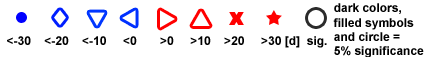 <-30 <-20 <-10 <0 >0 >10 >20 >30 [d] sig.
dark colors,
filled symbols
and circle =
5% significance